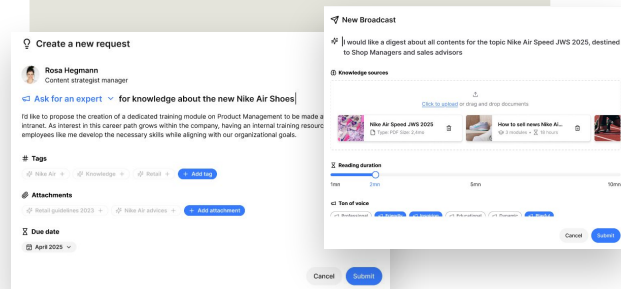 Create a new request
Rosa Hegmann
Content strategist manager
Ask for an expert for knowledge about the new Nike Air Shoes
I'd like to propose the creation of a dedicated training module on Product Management to be made a
intranet. As interest in this career path grows within the company, having an internal training resourc
employees like me develop the necessary skills while aligning with our organizational goals.
# Tags
Nike Air +
Knowledge +
Retail +
+ Add tag
Attachments
Retail guidelines 2023 +
Nike Air advices +
+ Add attachment
Due date
April 2025
Cancel
Submit
New Broadcast
I would like a digest about all contents for the topic Nike Air Speed JWS 2025, destined
to Shop Managers and sales advisors
Knowledge sources
Click to upload or drag and drop documents
Nike Air Speed JWS 2025
Type: PDF Size: 2,4mo
How to sell news Nike Ai...
3 modules • 10 hours
Reading duration
1mn
2mn
5mn
10mn
Ton of voice
Professional
Friendly
Inspiring
Educational
Dynamic
Playful
Cancel
Submit